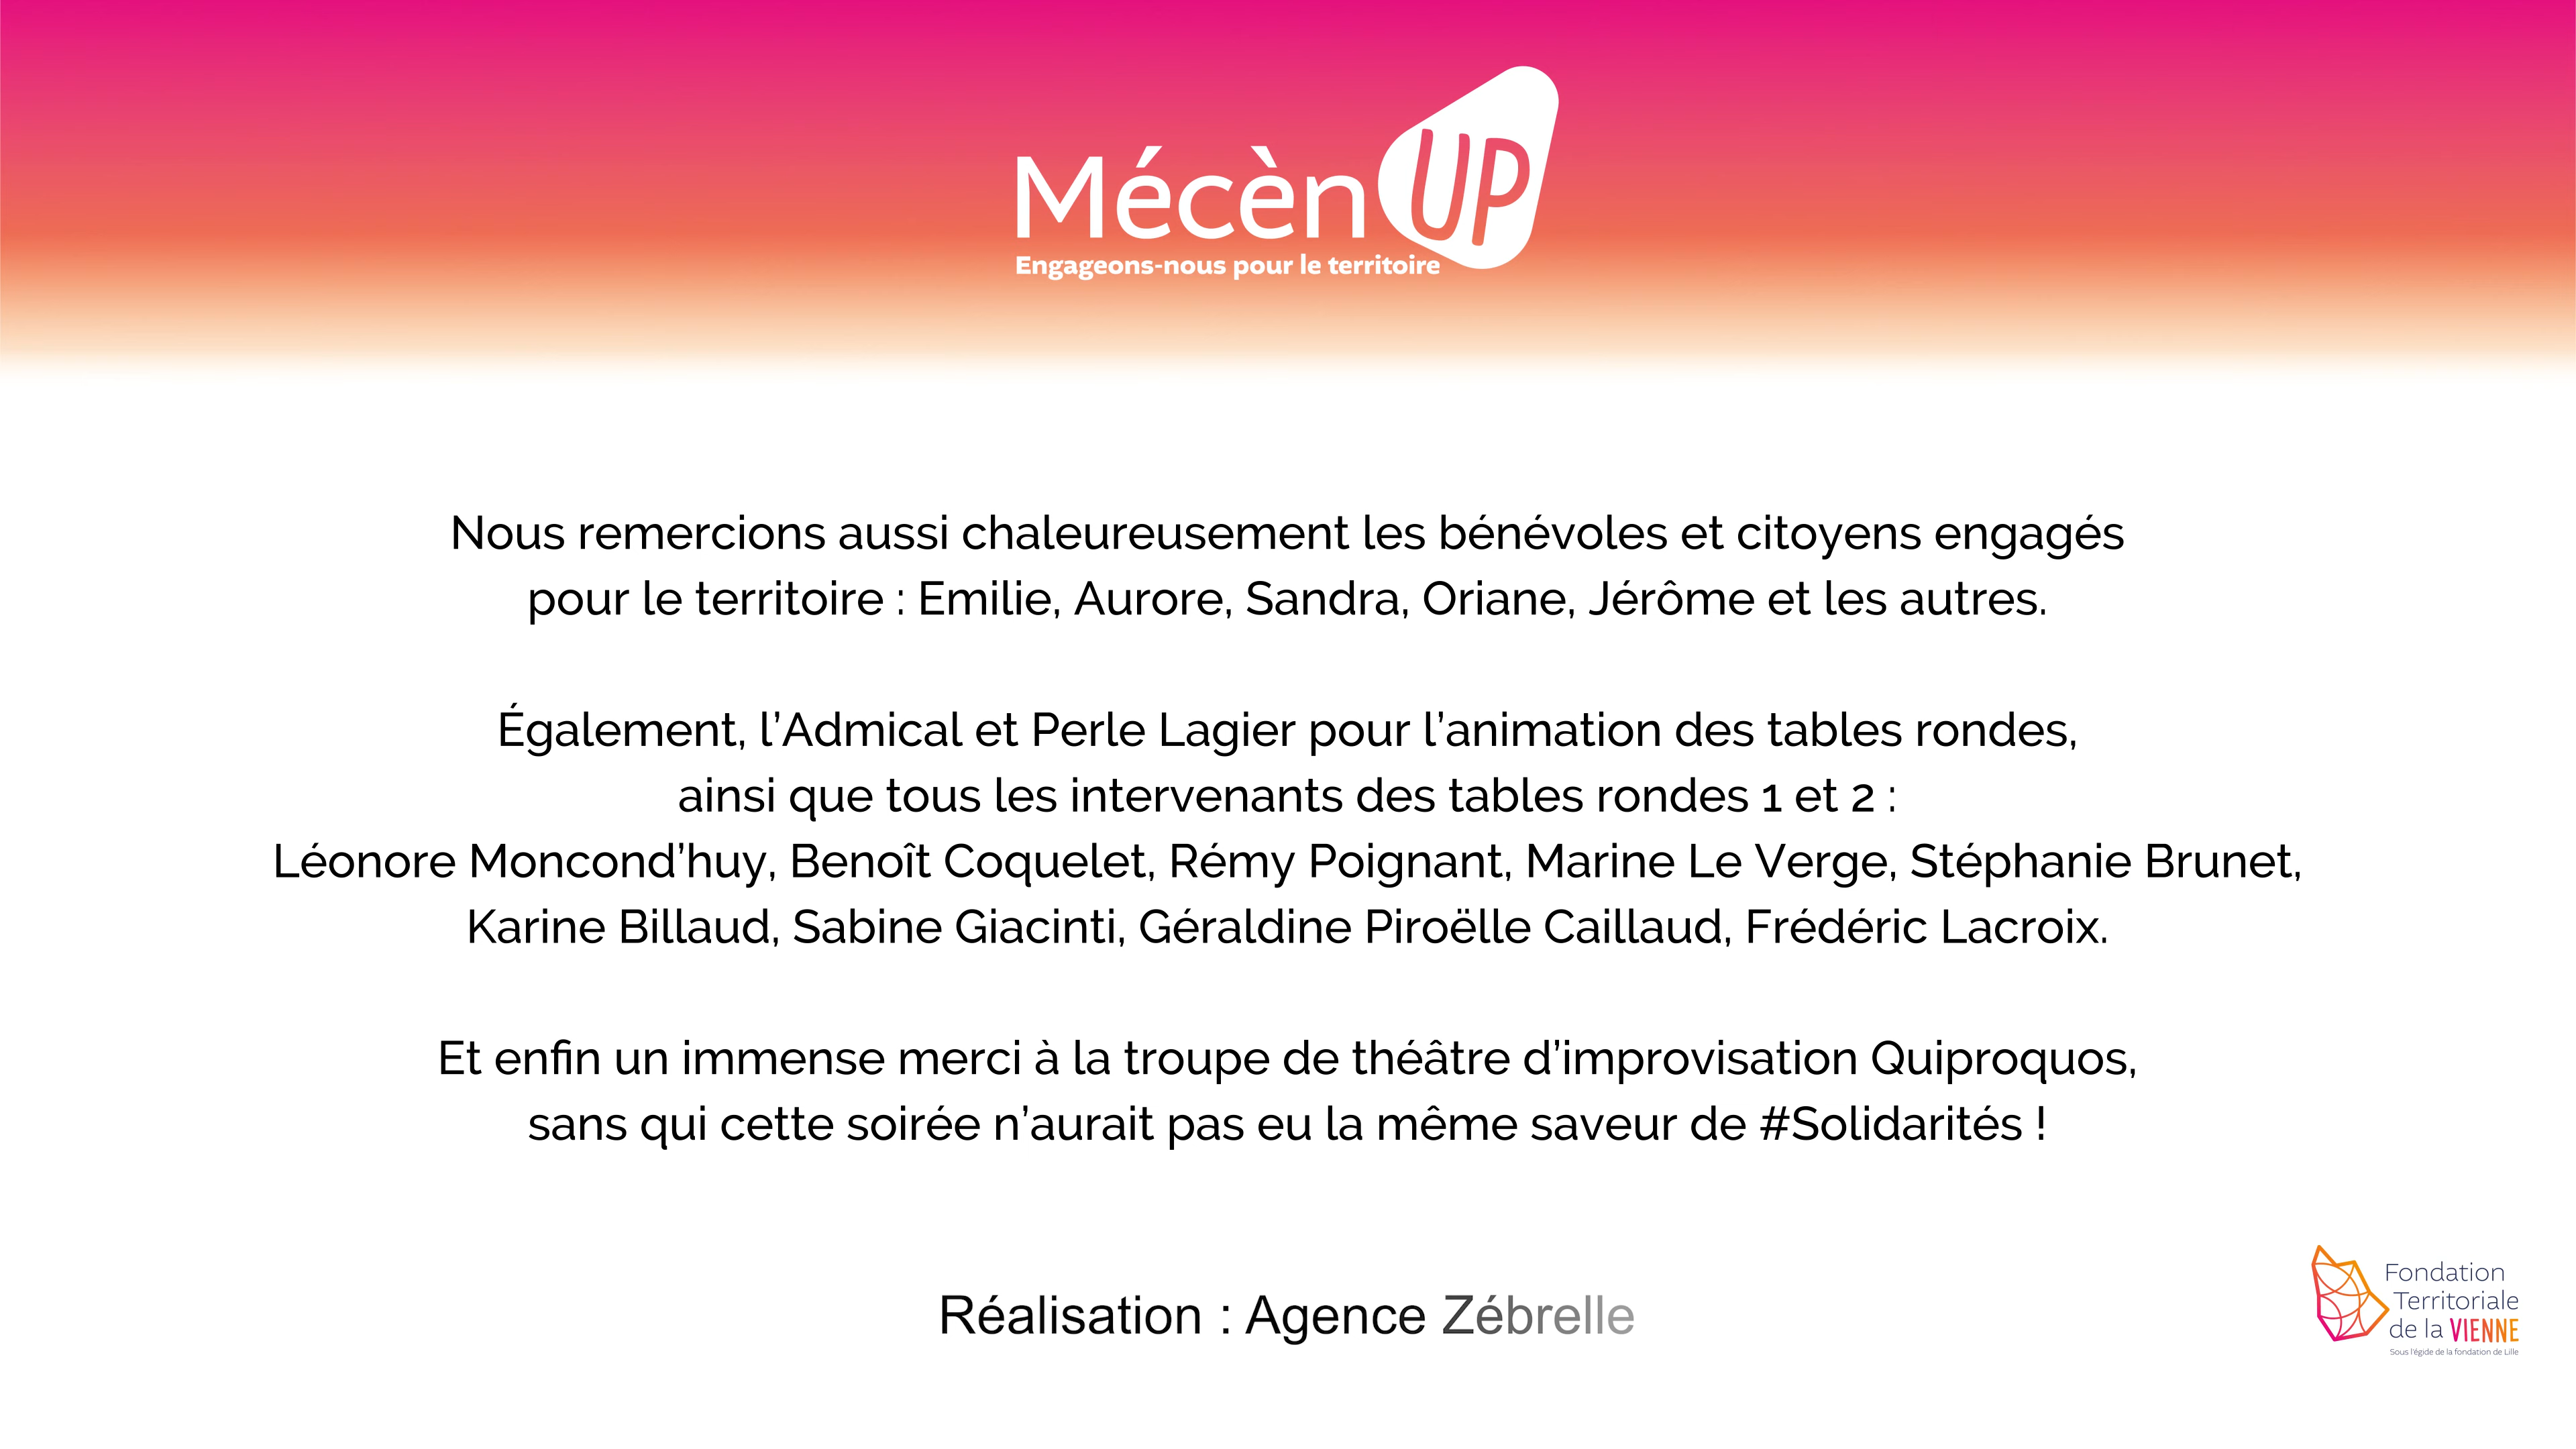 Mécèn UP
Engageons-nous pour le territoire
Nous remercions aussi chaleureusement les bénévoles et citoyens engagés
pour le territoire : Emilie, Aurore, Sandra, Oriane, Jérôme et les autres.
Également, l’Admical et Perle Lagier pour l’animation des tables rondes,
ainsi que tous les intervenants des tables rondes 1 et 2 :
Léonore Moncond’huy, Benoît Coquelet, Rémy Poignant, Marine Le Verge, Stéphanie Brunet,
Karine Billaud, Sabine Giacinti, Géraldine Piroëlle Caillaud, Frédéric Lacroix.
Et enfin un immense merci à la troupe de théâtre d’improvisation Quiproquos,
sans qui cette soirée n’aurait pas eu la même saveur de #Solidarités !
Réalisation : Agence Zébrelle
Fondation
Territoriale
de la VIENNE
Sous l’égide de la fondation de Lille